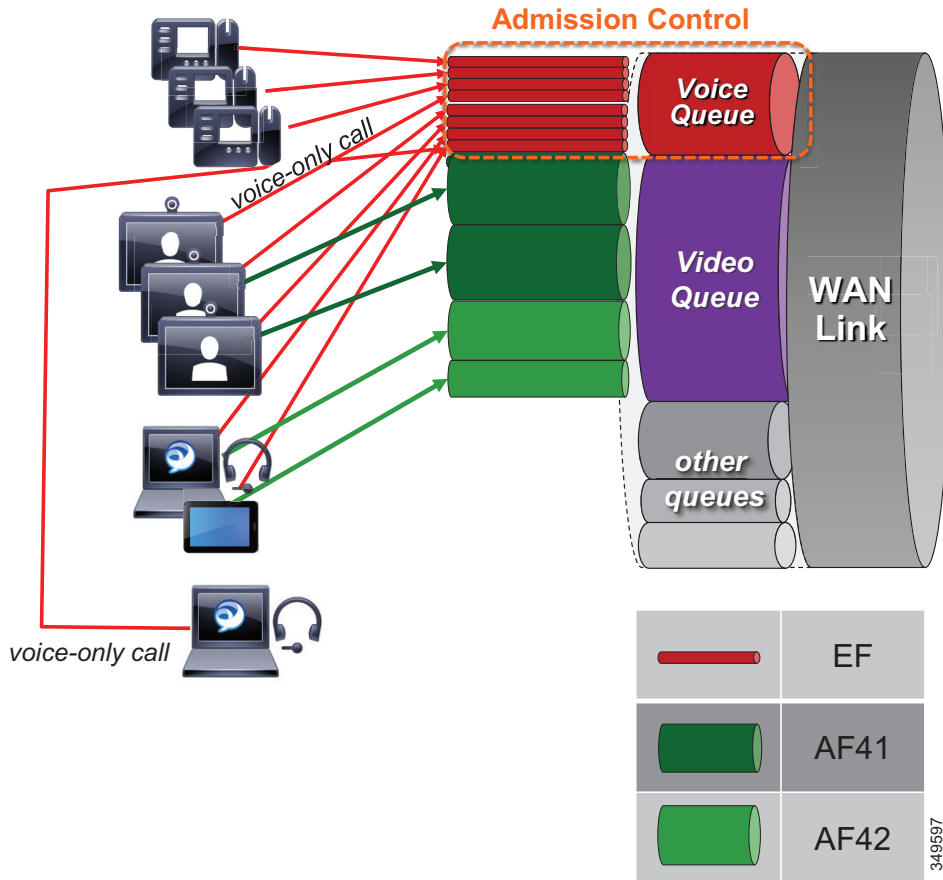 Admission Control
Voice
Queue
voice-only call
Video
Queue
WAN
Link
other
queues
voice-only call
EF
AF41
AF42
349597